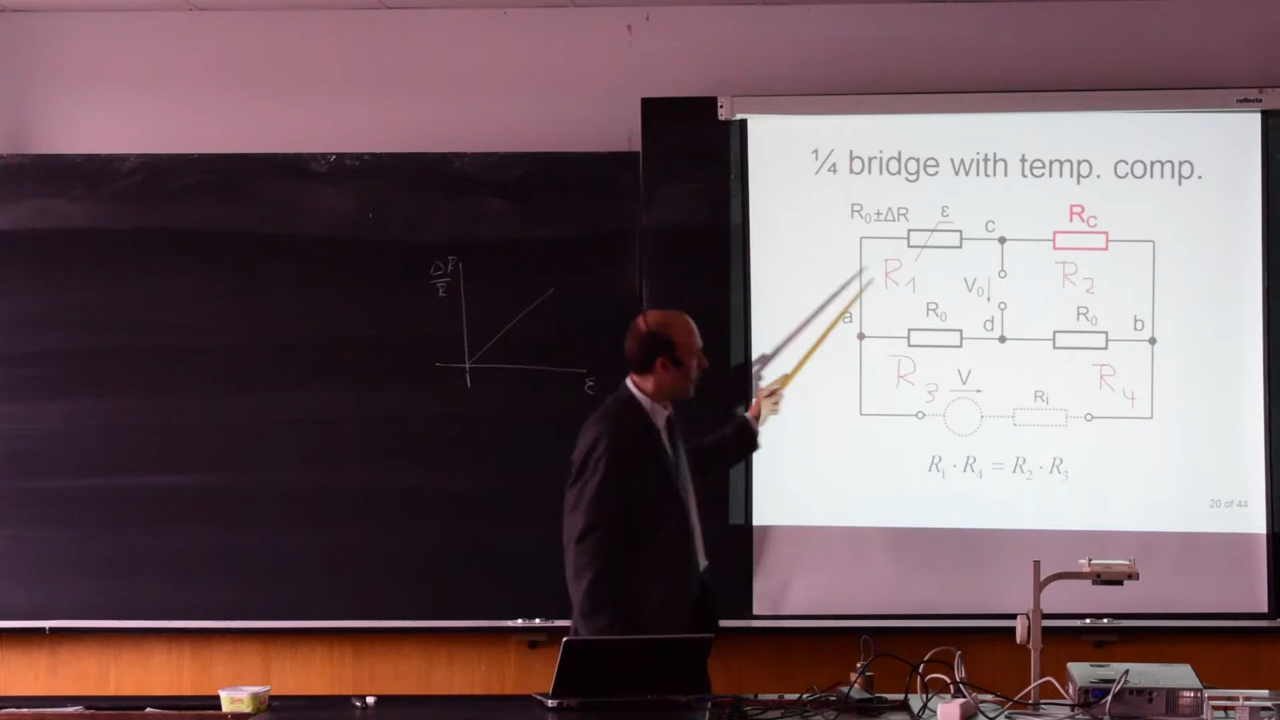 reflecta
¼ bridge with temp. comp.
R₀±ΔR
ε
c
R_C
R1
V₀↓
R2
a
R₀
d
R₀
b
R3
V
Rᵢ
R4
R₁ · R₄ = R₂ · R₃
20 of 44
ΔR
R
ε